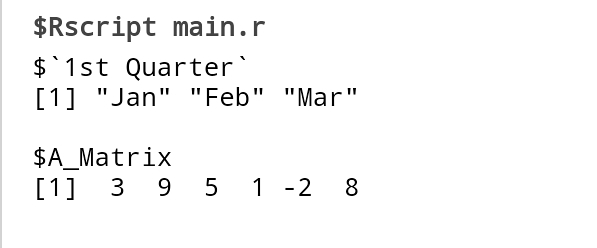 $Rscript main.r
$`1st Quarter`
[1] "Jan" "Feb" "Mar"
$A_Matrix
[1]  3  9  5  1 -2  8